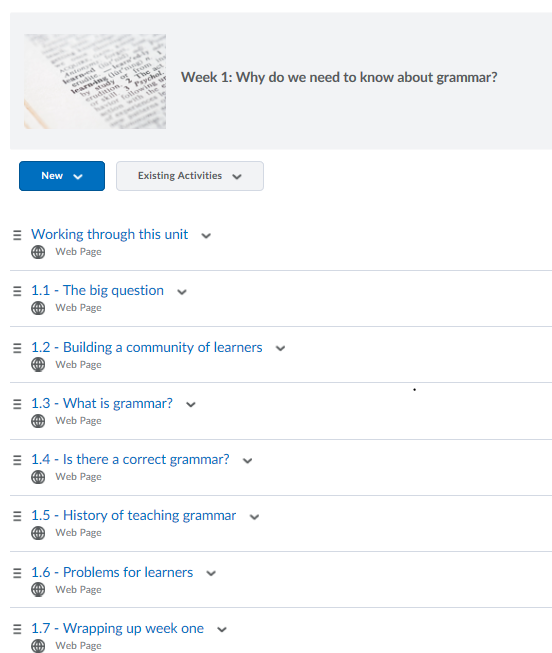 Week 1: Why do we need to know about grammar?
New
Existing Activities
Working through this unit
Web Page
1.1 - The big question
Web Page
1.2 - Building a community of learners
Web Page
1.3 - What is grammar?
Web Page
1.4 - Is there a correct grammar?
Web Page
1.5 - History of teaching grammar
Web Page
1.6 - Problems for learners
Web Page
1.7 - Wrapping up week one
Web Page